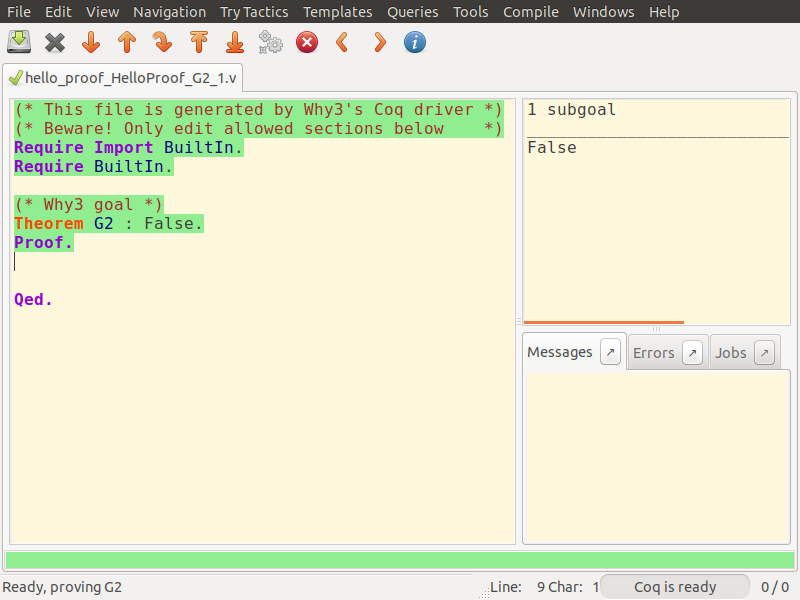 File Edit View Navigation Try Tactics Templates Queries Tools Compile Windows Help
hello_proof_HelloProof_G2_1.v
(* This file is generated by Why3's Coq driver *)
(* Beware! Only edit allowed sections below    *)
Require Import BuiltIn.
Require BuiltIn.
(* Why3 goal *)
Theorem G2 : False.
Proof.
Qed.
1 subgoal
______________________________________
False
Messages Errors Jobs
Ready, proving G2 Line: 9 Char: 1 Coq is ready 0 / 0